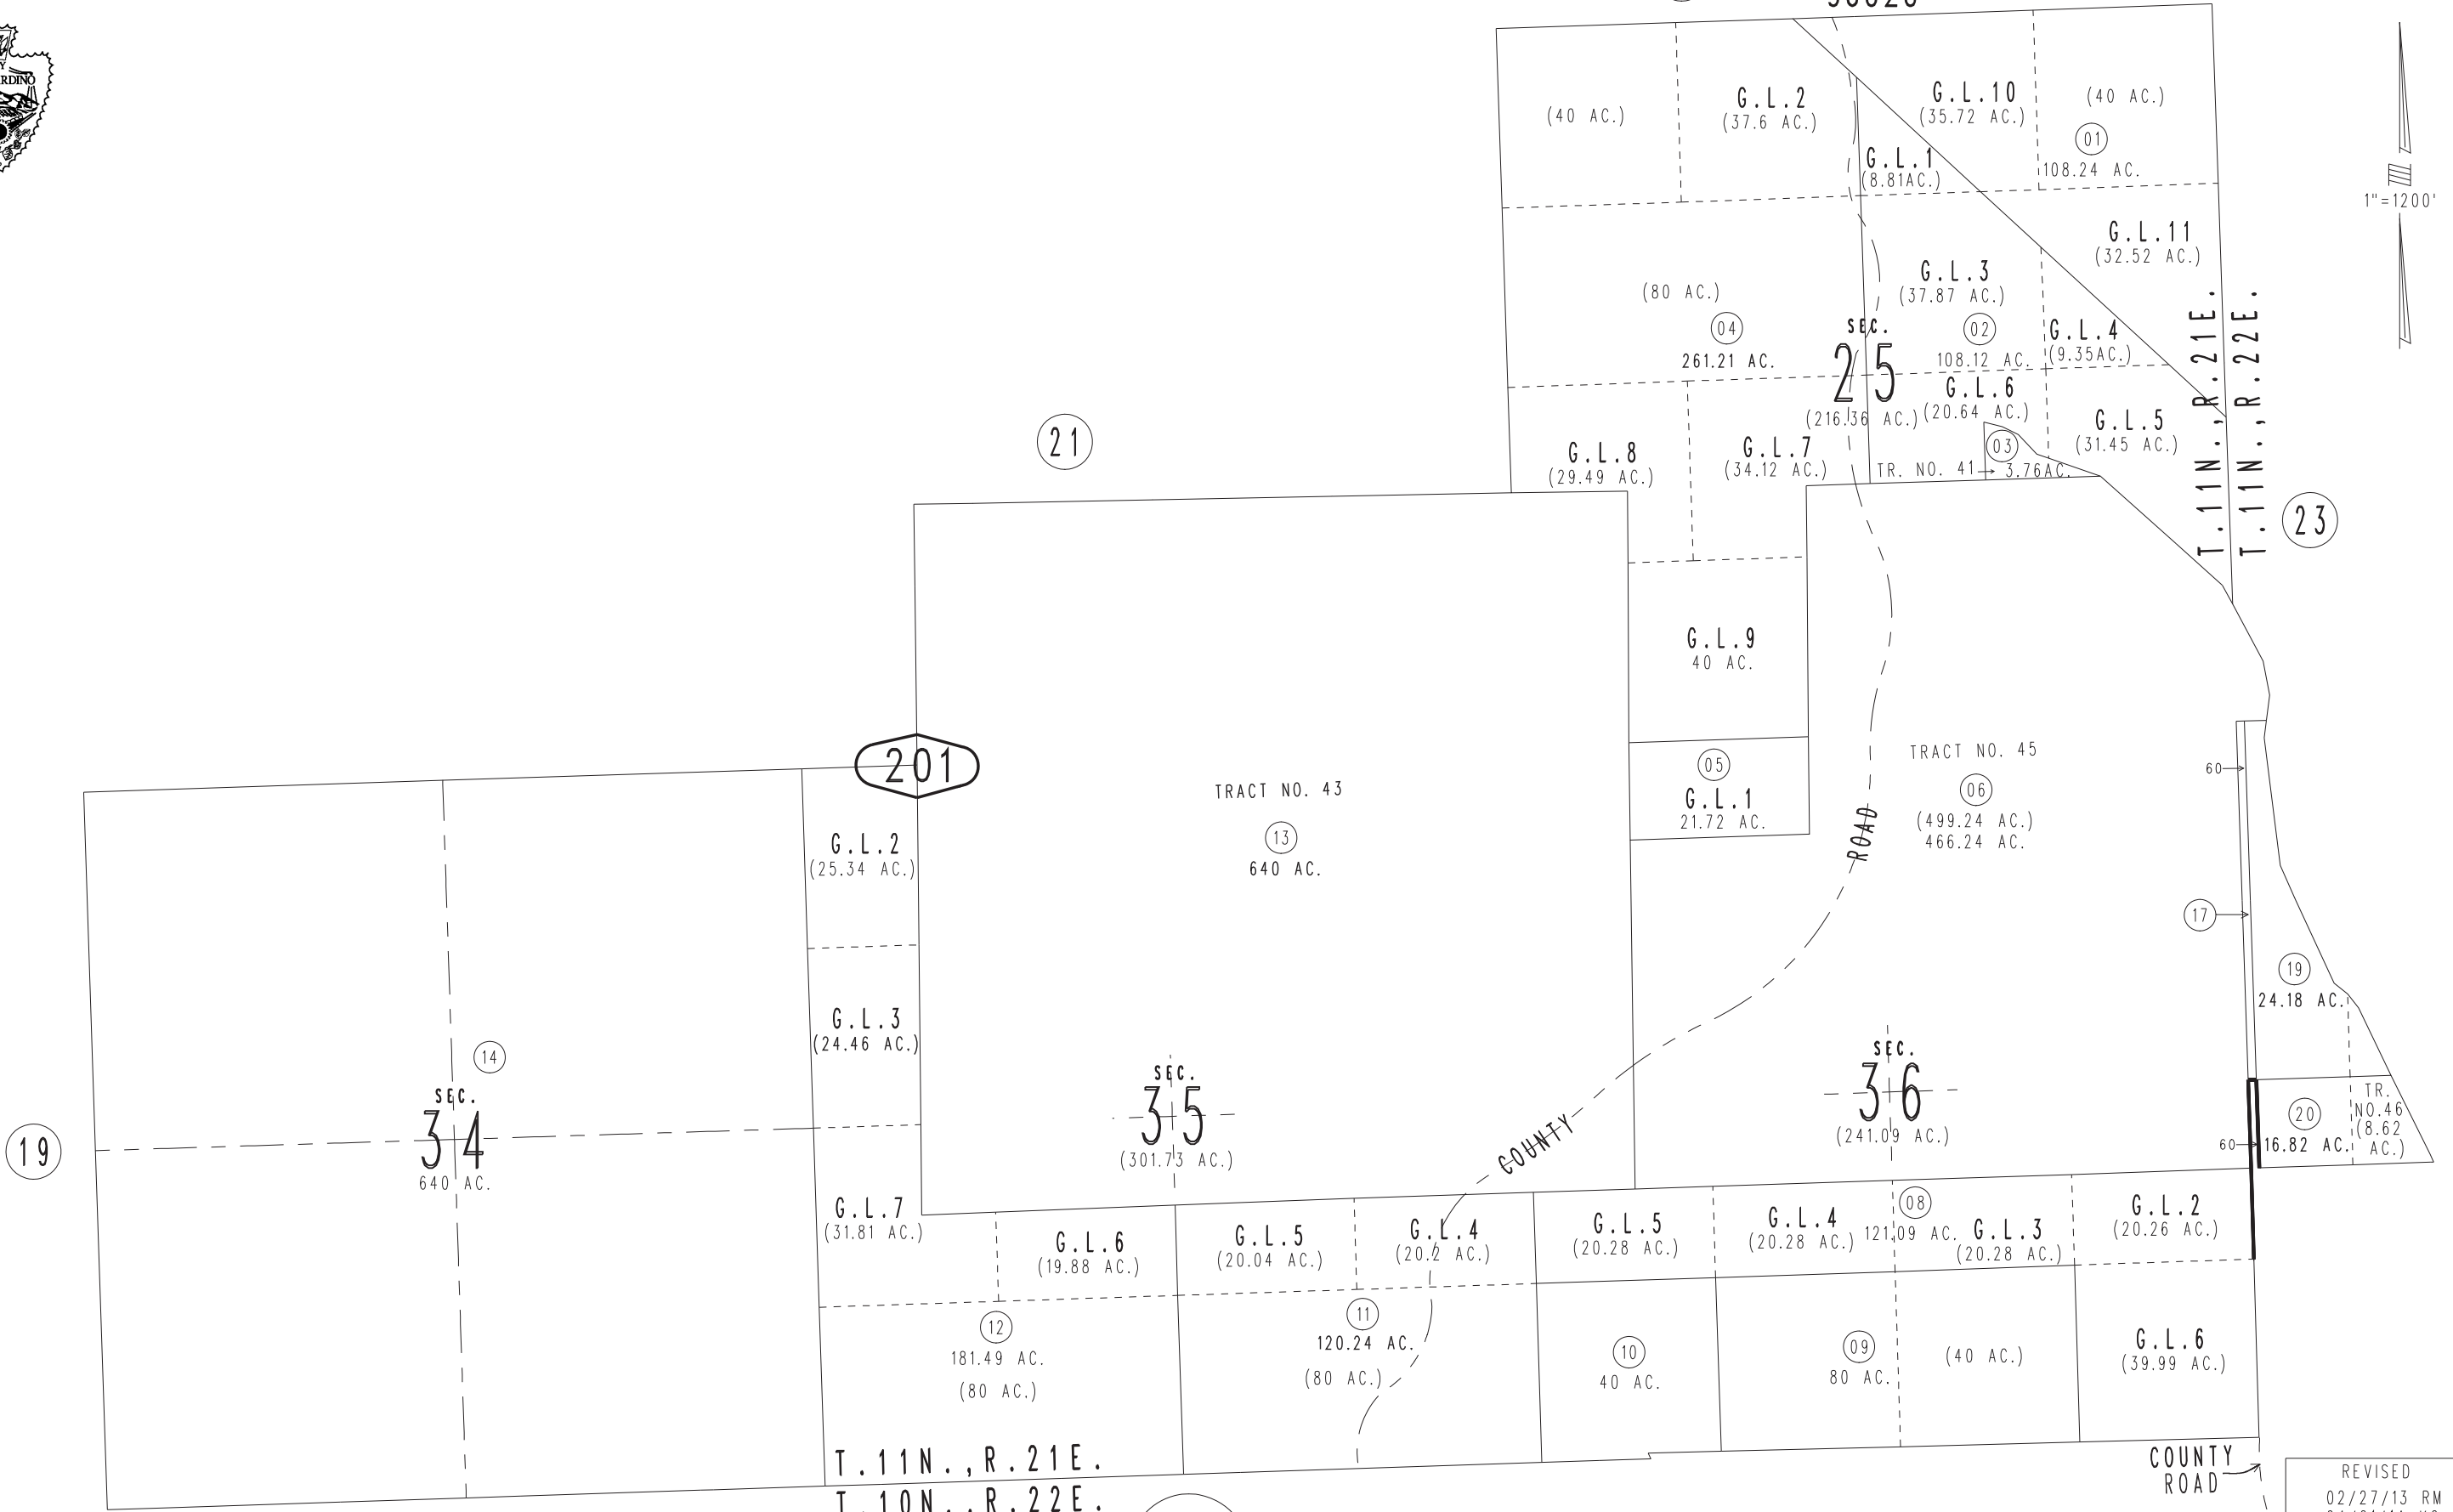 RDINO
(40 AC.)
G.L.2
(37.6 AC.)
G.L.10
(35.72 AC.)
(40 AC.)
01
108.24 AC.
G.L.1
(8.81AC.)
1"=1200'
G.L.11
(32.52 AC.)
(80 AC.)
04
261.21 AC.
G.L.3
(37.87 AC.)
02
108.12 AC.
G.L.4
(9.35AC.)
SEC.
25
(216.36 AC.)
G.L.6
(20.64 AC.)
G.L.5
(31.45 AC.)
T.11N.,R.21E.
T.11N.,R.22E.
21
G.L.8
(29.49 AC.)
G.L.7
(34.12 AC.)
03
TR. NO. 41
3.76AC.
23
G.L.9
40 AC.
201
TRACT NO. 43
13
640 AC.
05
G.L.1
21.72 AC.
TRACT NO. 45
06
(499.24 AC.)
466.24 AC.
60
ROAD
G.L.2
(25.34 AC.)
17
19
24.18 AC.
G.L.3
(24.46 AC.)
14
SEC.
34
640 AC.
19
SEC.
35
(301.73 AC.)
COUNTY
SEC.
36
(241.09 AC.)
20
16.82 AC.
60
TR.
NO.46
(8.62
AC.)
G.L.7
(31.81 AC.)
G.L.6
(19.88 AC.)
G.L.5
(20.04 AC.)
G.L.4
(20.2 AC.)
G.L.5
(20.28 AC.)
G.L.4
(20.28 AC.)
08
121.09 AC.
G.L.3
(20.28 AC.)
G.L.2
(20.26 AC.)
12
181.49 AC.
(80 AC.)
11
120.24 AC.
(80 AC.)
10
40 AC.
09
80 AC.
(40 AC.)
G.L.6
(39.99 AC.)
T.11N.,R.21E.
T.10N.,R.22E.
COUNTY
ROAD
REVISED
02/27/13 RM